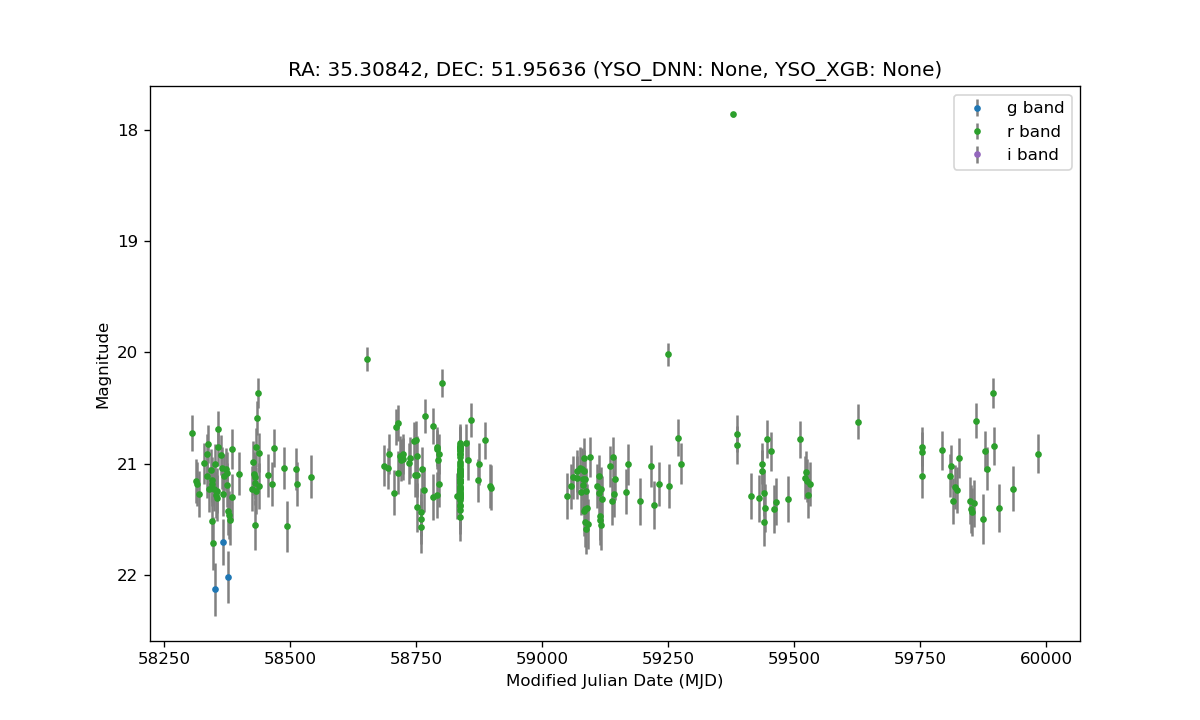 RA: 35.30842, DEC: 51.95636 (YSO_DNN: None, YSO_XGB: None)
g band
r band
i band
18
19
20
21
22
Magnitude
58250 58500 58750 59000 59250 59500 59750 60000
Modified Julian Date (MJD)